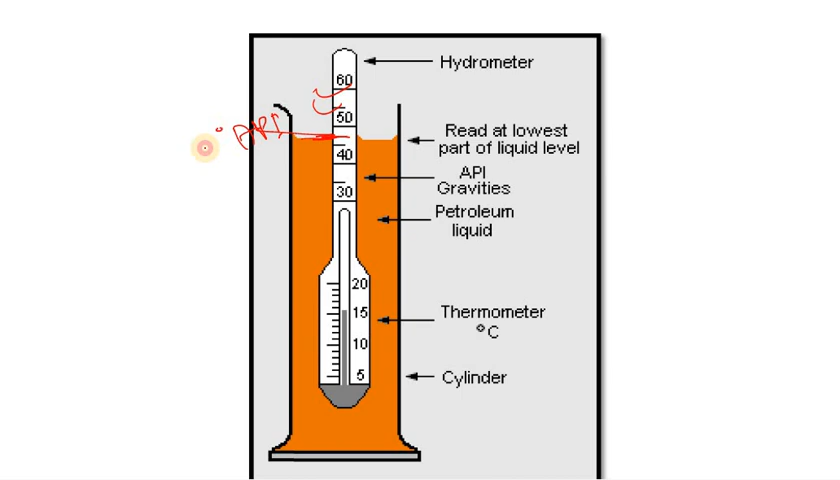 Hydrometer
60
50
API
Read at lowest
part of liquid level
40
API
Gravities
30
Petroleum
liquid
20
15
Thermometer
°C
10
5
Cylinder